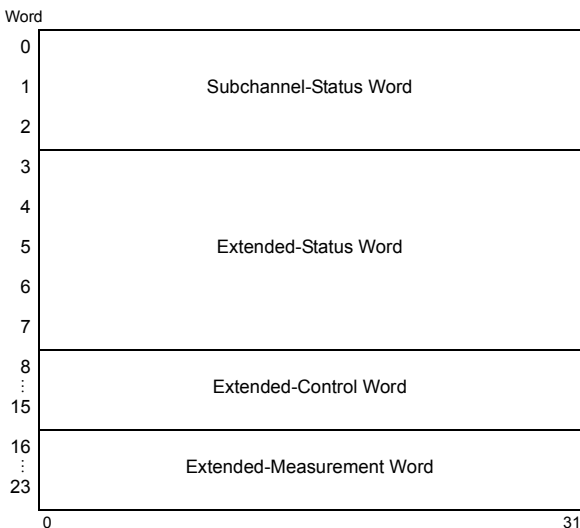 Word
0
1 Subchannel-Status Word
2
3
4
5 Extended-Status Word
6
7
8
⋮ Extended-Control Word
15
16
⋮ Extended-Measurement Word
23
0 31